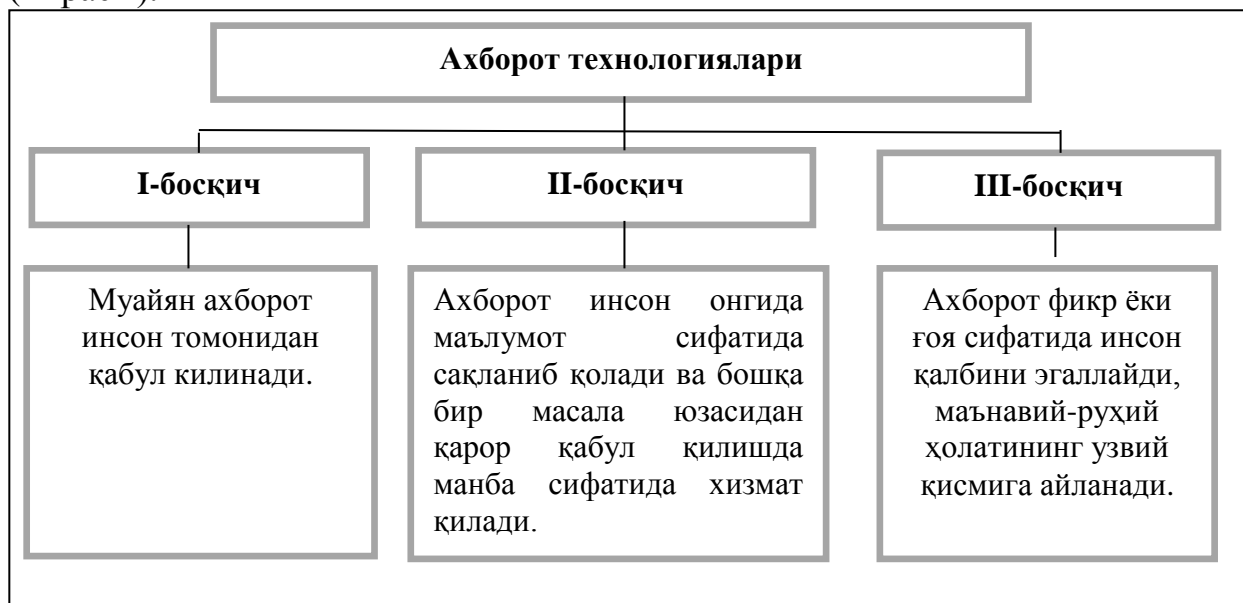 Ахборот технологиялари
I-босқич
II-босқич
III-босқич
Муайян ахборот
инсон томонидан
қабул килинади.
Ахборот инсон онгида
маълумот сифатида
сақланиб қолади ва бошқа
бир масала юзасидан
қарор қабул қилишда
манба сифатида хизмат
қилади.
Ахборот фикр ёки
ғоя сифатида инсон
қалбини эгаллайди,
маънавий-руҳий
ҳолатининг узвий
қисмига айланади.